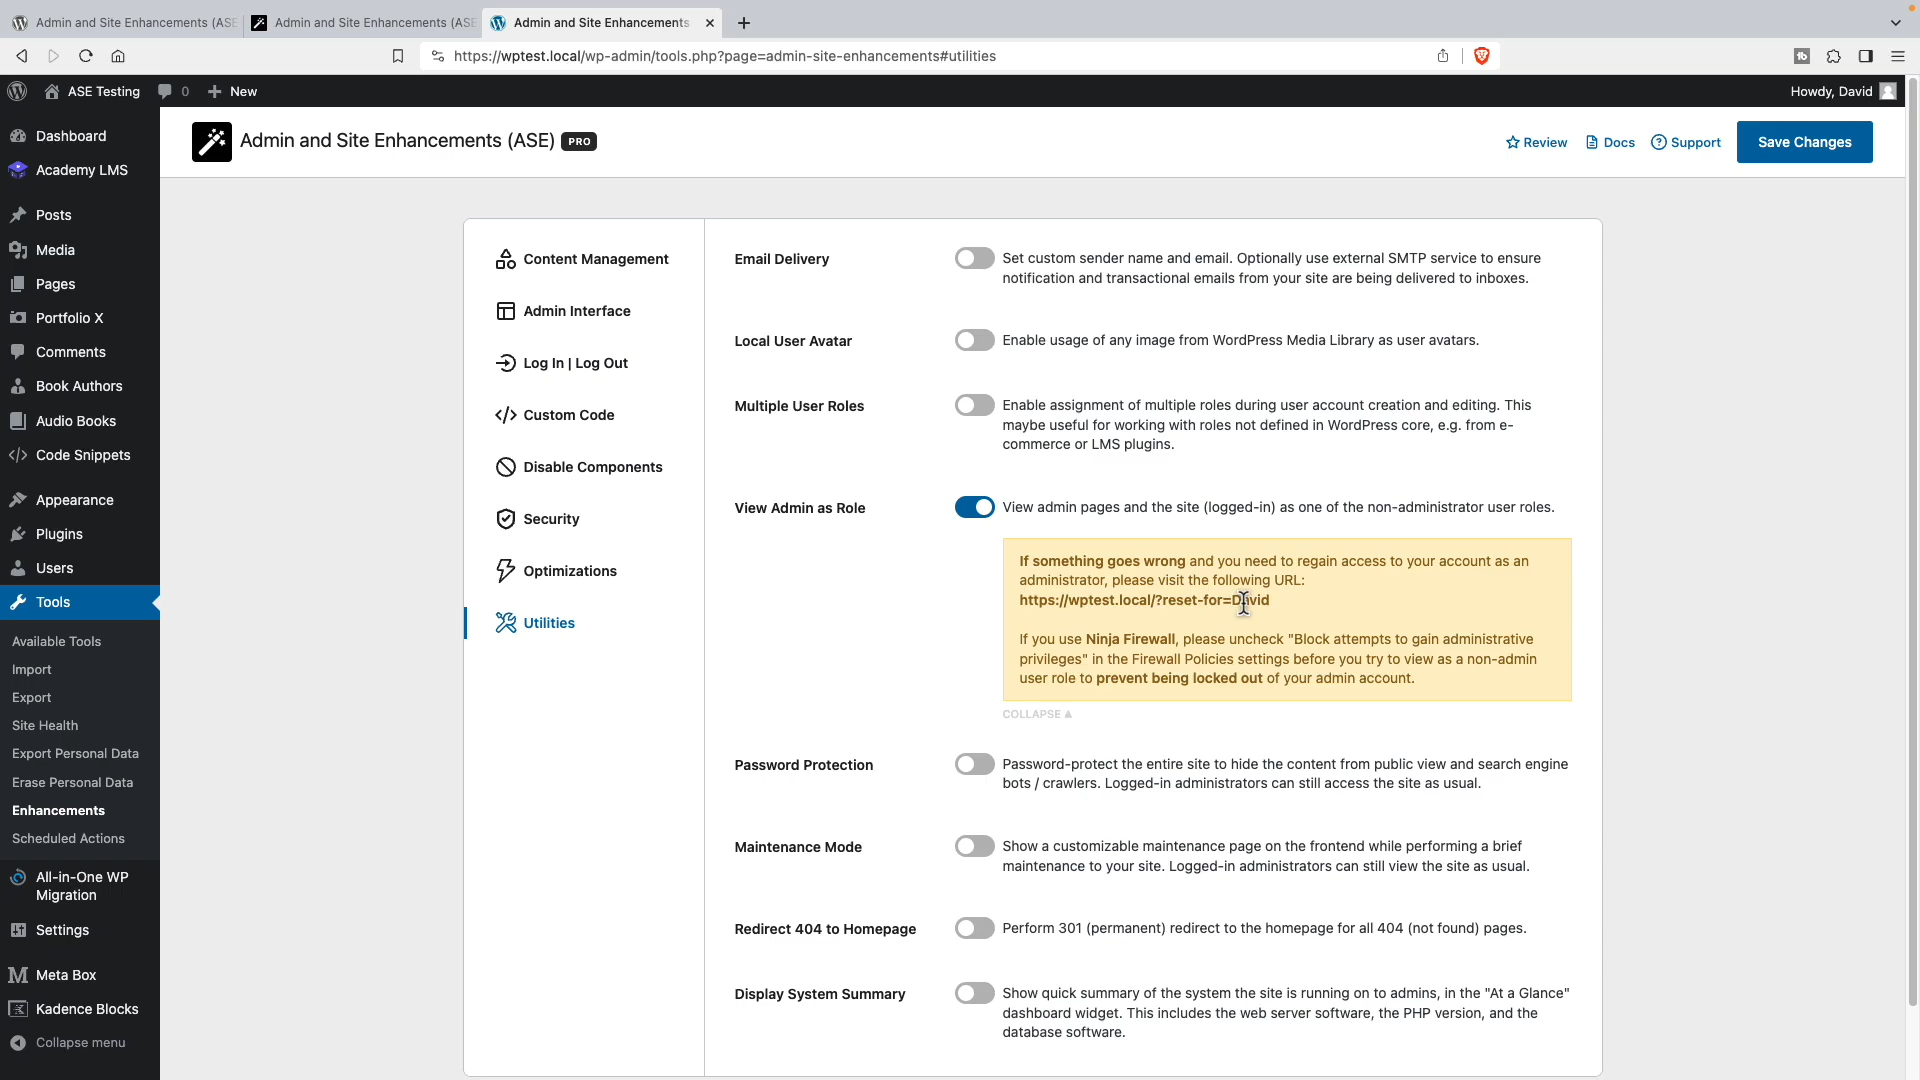 Admin and Site Enhancements (ASE
Admin and Site Enhancements (ASE
Admin and Site Enhancements
https://wptest.local/wp-admin/tools.php?page=admin-site-enhancements#utilities
ASE Testing
0
New
Howdy, David
Dashboard
Academy LMS
Posts
Media
Pages
Portfolio X
Comments
Book Authors
Audio Books
Code Snippets
Appearance
Plugins
Users
Tools
Available Tools
Import
Export
Site Health
Export Personal Data
Erase Personal Data
Enhancements
Scheduled Actions
All-in-One WP
Migration
Settings
Meta Box
Kadence Blocks
Collapse menu
Admin and Site Enhancements (ASE) PRO
Review
Docs
Support
Save Changes
Content Management
Admin Interface
Log In | Log Out
Custom Code
Disable Components
Security
Optimizations
Utilities
Email Delivery
Set custom sender name and email. Optionally use external SMTP service to ensure
notification and transactional emails from your site are being delivered to inboxes.
Local User Avatar
Enable usage of any image from WordPress Media Library as user avatars.
Multiple User Roles
Enable assignment of multiple roles during user account creation and editing. This
maybe useful for working with roles not defined in WordPress core, e.g. from e-
commerce or LMS plugins.
View Admin as Role
View admin pages and the site (logged-in) as one of the non-administrator user roles.
If something goes wrong and you need to regain access to your account as an
administrator, please visit the following URL:
https://wptest.local/?reset-for=David
If you use Ninja Firewall, please uncheck "Block attempts to gain administrative
privileges" in the Firewall Policies settings before you try to view as a non-admin
user role to prevent being locked out of your admin account.
COLLAPSE ▲
Password Protection
Password-protect the entire site to hide the content from public view and search engine
bots / crawlers. Logged-in administrators can still access the site as usual.
Maintenance Mode
Show a customizable maintenance page on the frontend while performing a brief
maintenance to your site. Logged-in administrators can still view the site as usual.
Redirect 404 to Homepage
Perform 301 (permanent) redirect to the homepage for all 404 (not found) pages.
Display System Summary
Show quick summary of the system the site is running on to admins, in the "At a Glance"
dashboard widget. This includes the web server software, the PHP version, and the
database software.